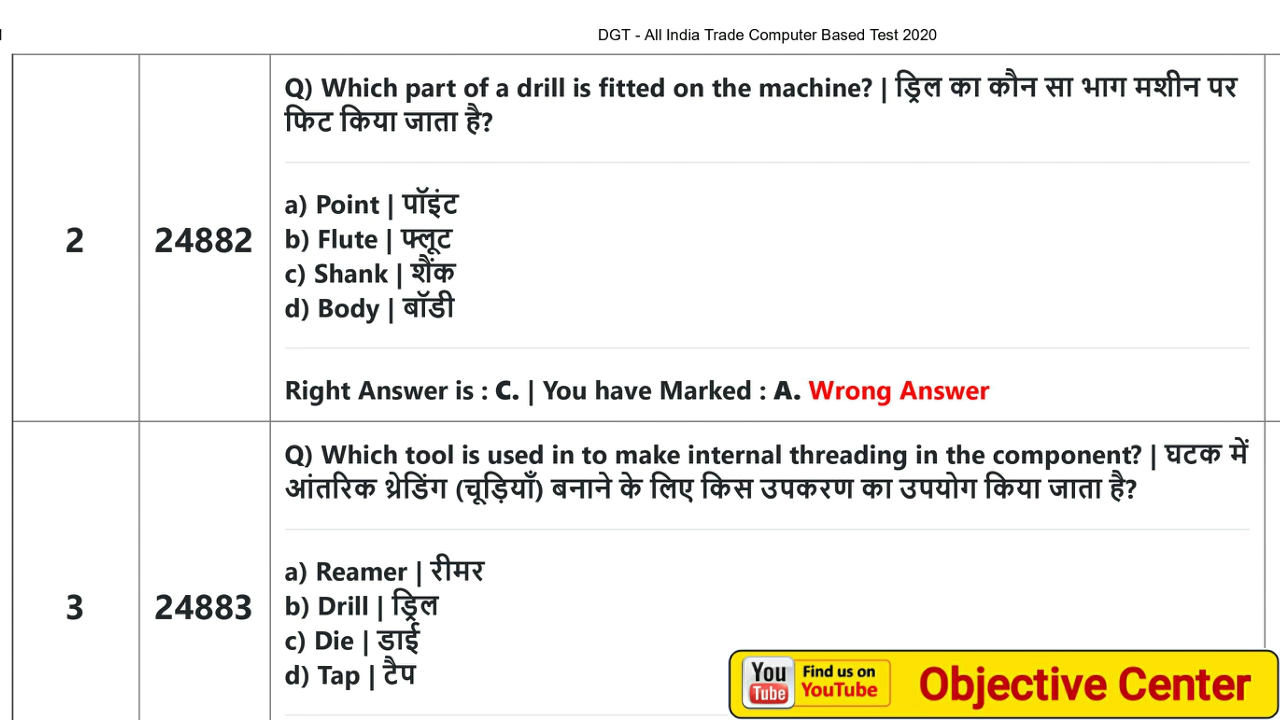 DGT - All India Trade Computer Based Test 2020
Q) Which part of a drill is fitted on the machine? | ड्रिल का कौन सा भाग मशीन पर
फिट किया जाता है?
a) Point | पॉइंट
b) Flute | फ्लूट
2 24882
c) Shank | शैंक
d) Body | बॉडी
Right Answer is : C. | You have Marked : A. Wrong Answer
Q) Which tool is used in to make internal threading in the component? | घटक में
आंतरिक थ्रेडिंग (चूड़ियाँ) बनाने के लिए किस उपकरण का उपयोग किया जाता है?
a) Reamer | रीमर
3 24883
b) Drill | ड्रिल
c) Die | डाई
d) Tap | टैप
You Tube
Find us on
YouTube
Objective Center